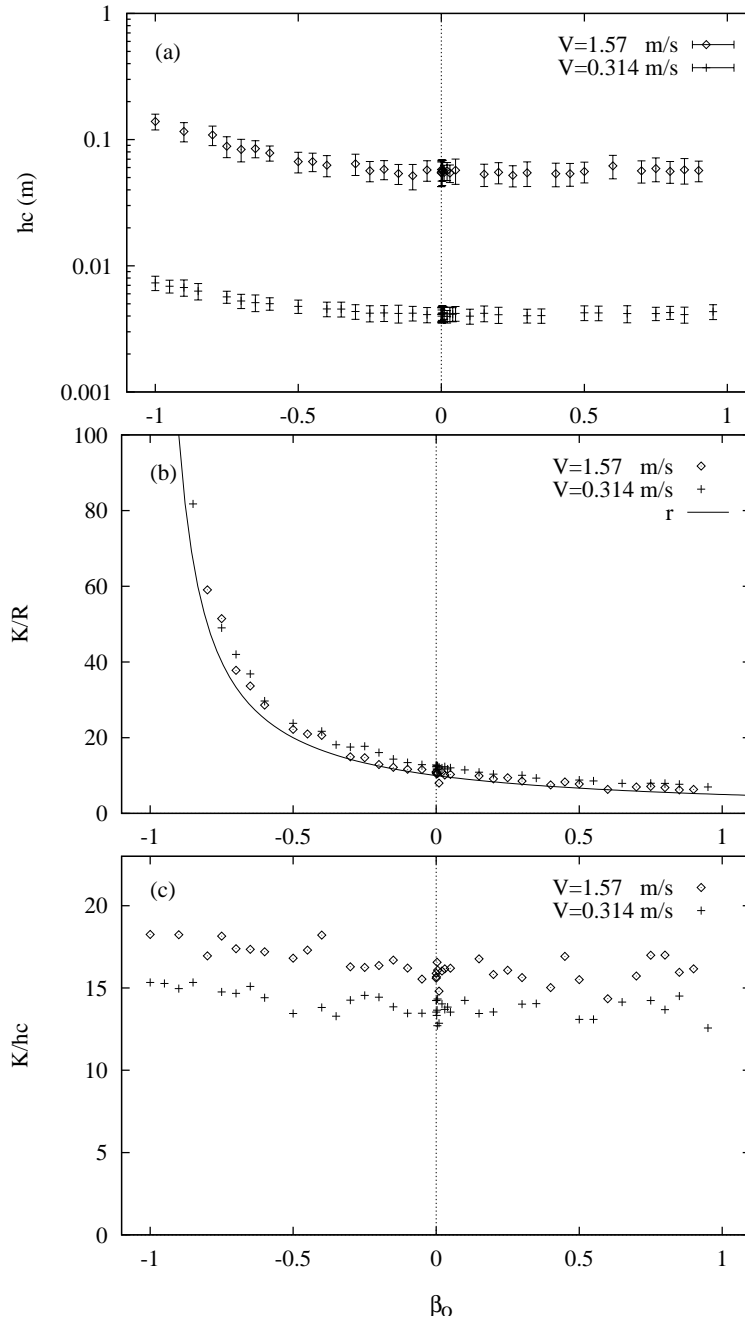 1
(a)
V=1.57 m/s
V=0.314 m/s
0.1
hc (m)
0.01
0.001
-1 -0.5 0 0.5 1
100
(b)
V=1.57 m/s
V=0.314 m/s
r
80
60
K/R
40
20
0
-1 -0.5 0 0.5 1
(c)
V=1.57 m/s
V=0.314 m/s
20
15
K/hc
10
5
0
-1 -0.5 0 0.5 1
βo